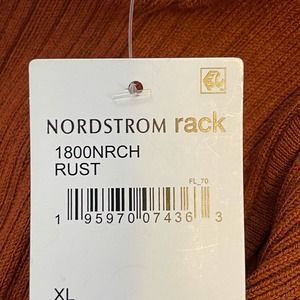 NORDSTROM rack
1800NRCH
RUST
FL_70
1 95970 07436 3
XL